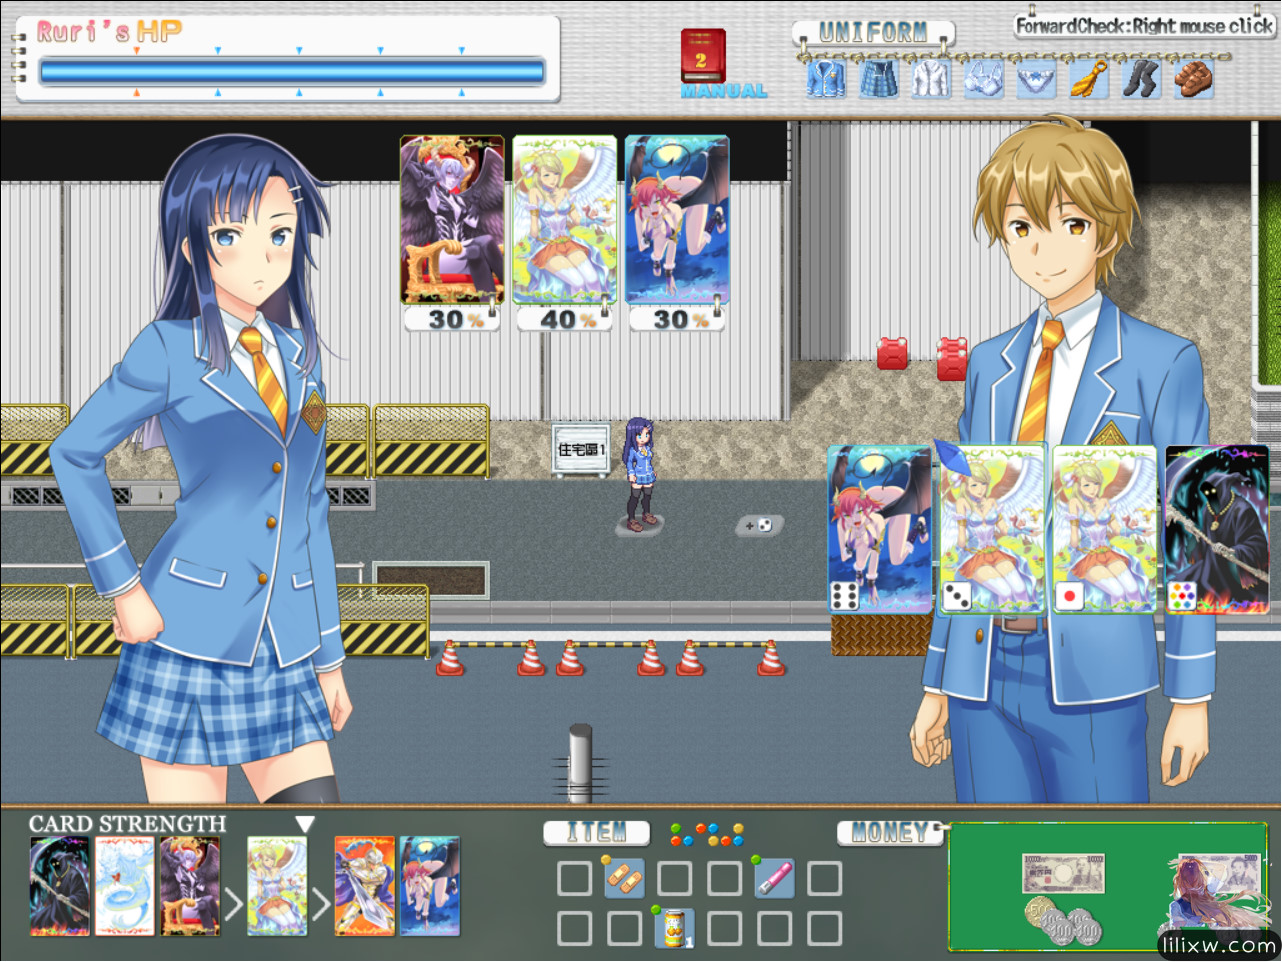 Ruri's HP
2
MANUAL
UNIFORM
ForwardCheck:Right mouse click
30 %
40 %
30 %
住宅區1
CARD STRENGTH
ITEM
MONEY
1
lilixw.com